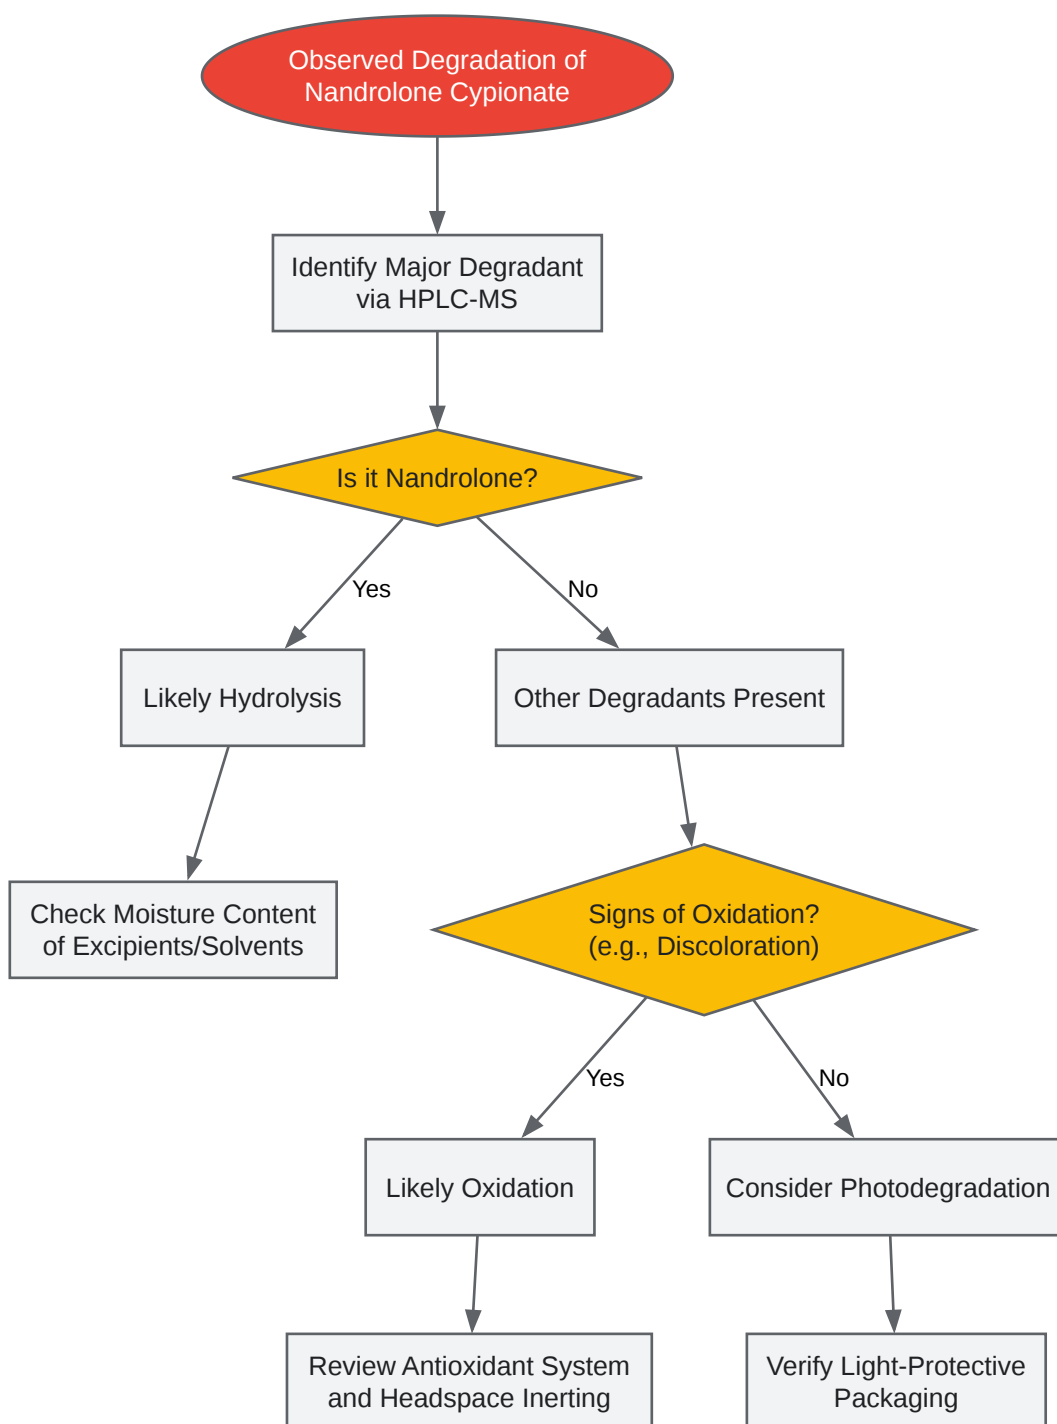 Observed Degradation of
Nandrolone Cypionate
Identify Major Degradant
via HPLC-MS
Is it Nandrolone?
Yes
No
Likely Hydrolysis
Other Degradants Present
Check Moisture Content
of Excipients/Solvents
Signs of Oxidation?
(e.g., Discoloration)
Yes
No
Likely Oxidation
Consider Photodegradation
Review Antioxidant System
and Headspace Inerting
Verify Light-Protective
Packaging